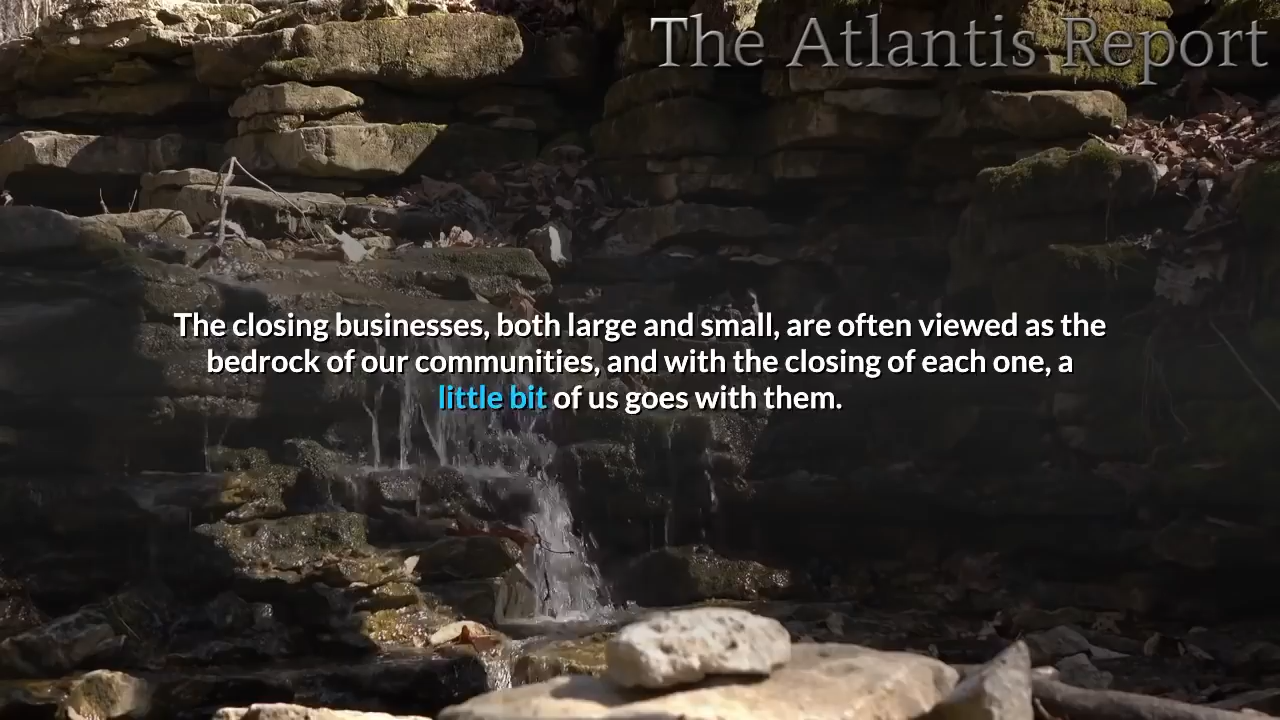 The Atlantis Report
The closing businesses, both large and small, are often viewed as the
bedrock of our communities, and with the closing of each one, a
little bit of us goes with them.